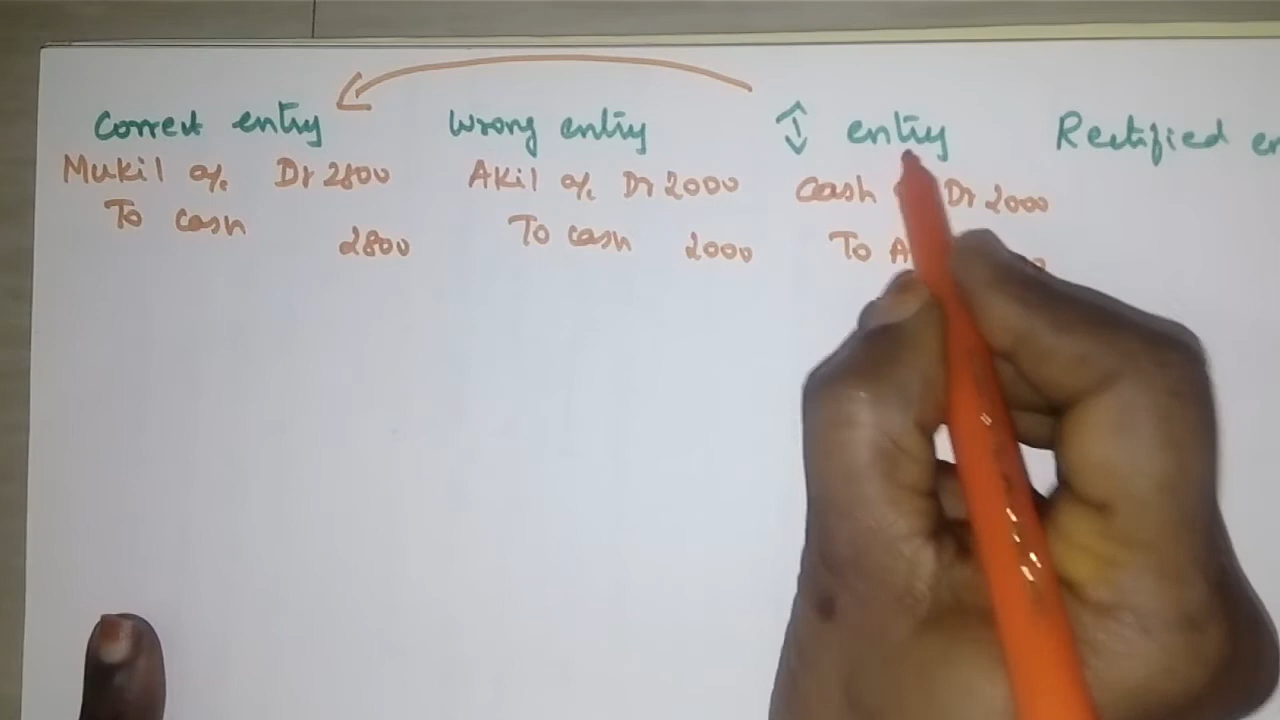 Correct entry
Mukil a/c Dr 2800
To cash
2800
Wrong entry
Akil a/c Dr 2000
To cash 2000
↕ entry
Cash Dr 2000
To
Rectified